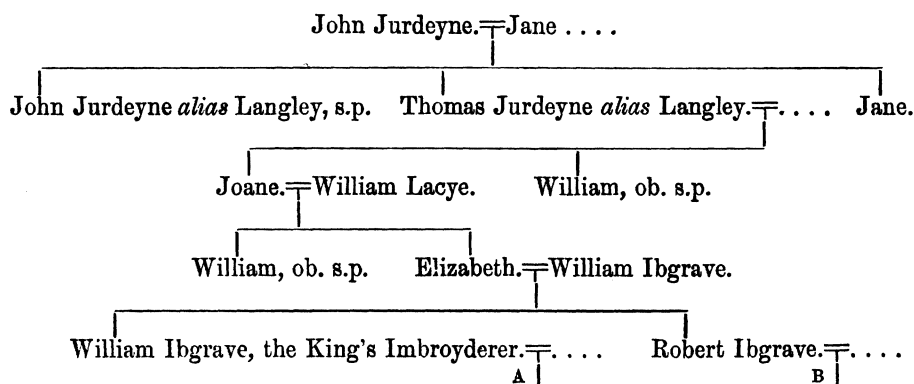 John Jurdeyne.=Jane . . . .
John Jurdeyne alias Langley, s.p. Thomas Jurdeyne alias Langley.=. . . . Jane.
Joane.=William Lacye. William, ob. s.p.
William, ob. s.p. Elizabeth.=William Ibgrave.
William Ibgrave, the King's Imbroyderer.=. . . . Robert Ibgrave.=. . . .
A B